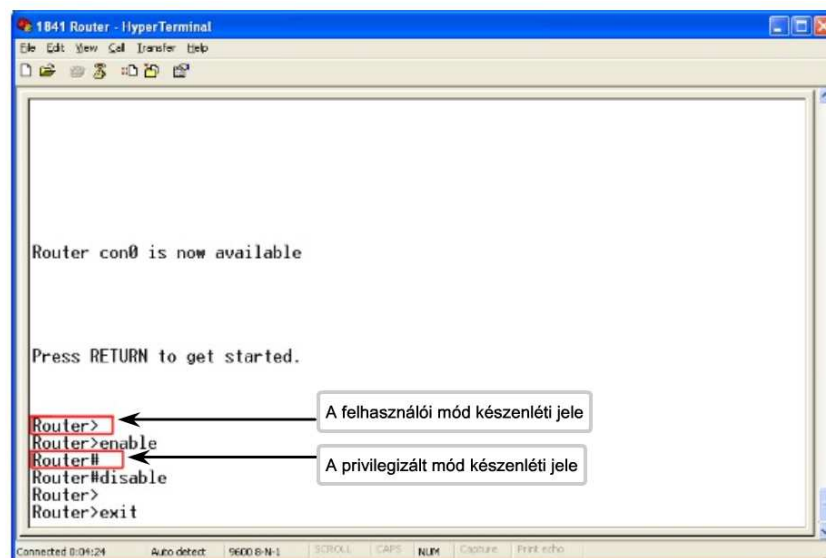 1841 Router - HyperTerminal
File Edit View Call Transfer Help
Router con0 is now available
Press RETURN to get started.
Router>
A felhasználói mód készenléti jele
Router>enable
Router#
A privilegizált mód készenléti jele
Router#disable
Router>
Router>exit
Connected 0:04:24 Auto detect 9600 8-N-1 SCROLL CAPS NUM Capture Print echo